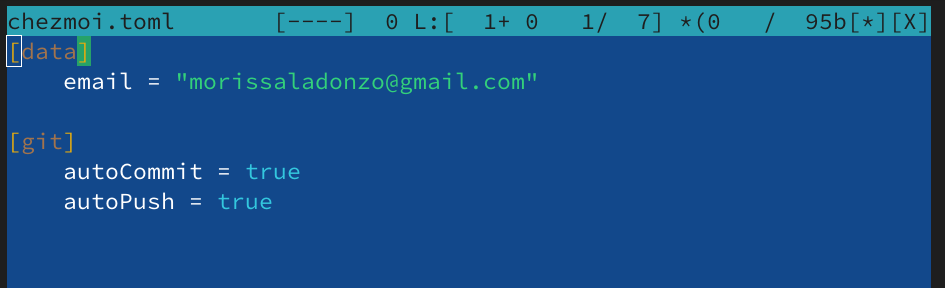 chezmoi.toml [----] 0 L:[ 1+ 0 1/ 7] *(0 / 95b[*][X]
[data]
    email = "morissaladonzo@gmail.com"

[git]
    autoCommit = true
    autoPush = true